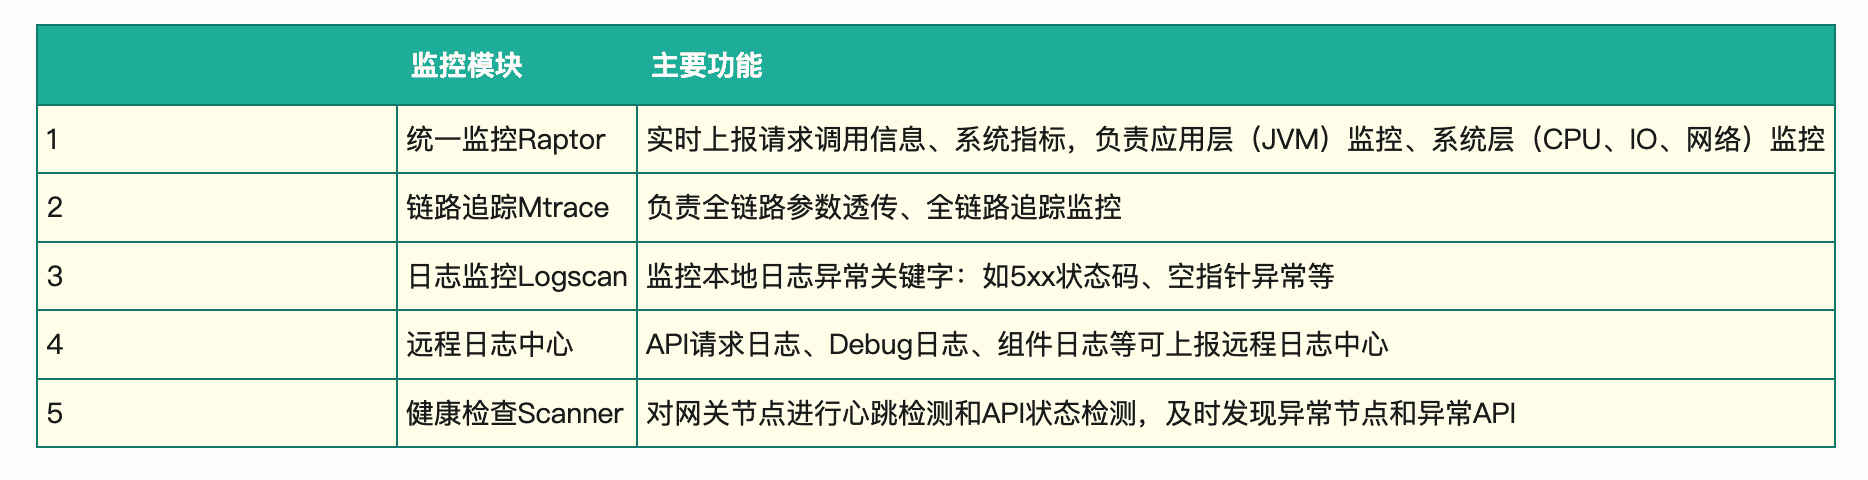 监控模块 主要功能
1 统一监控Raptor 实时上报请求调用信息、系统指标，负责应用层（JVM）监控、系统层（CPU、IO、网络）监控
2 链路追踪Mtrace 负责全链路参数透传、全链路追踪监控
3 日志监控Logscan 监控本地日志异常关键字：如5xx状态码、空指针异常等
4 远程日志中心 API请求日志、Debug日志、组件日志等可上报远程日志中心
5 健康检查Scanner 对网关节点进行心跳检测和API状态检测，及时发现异常节点和异常API